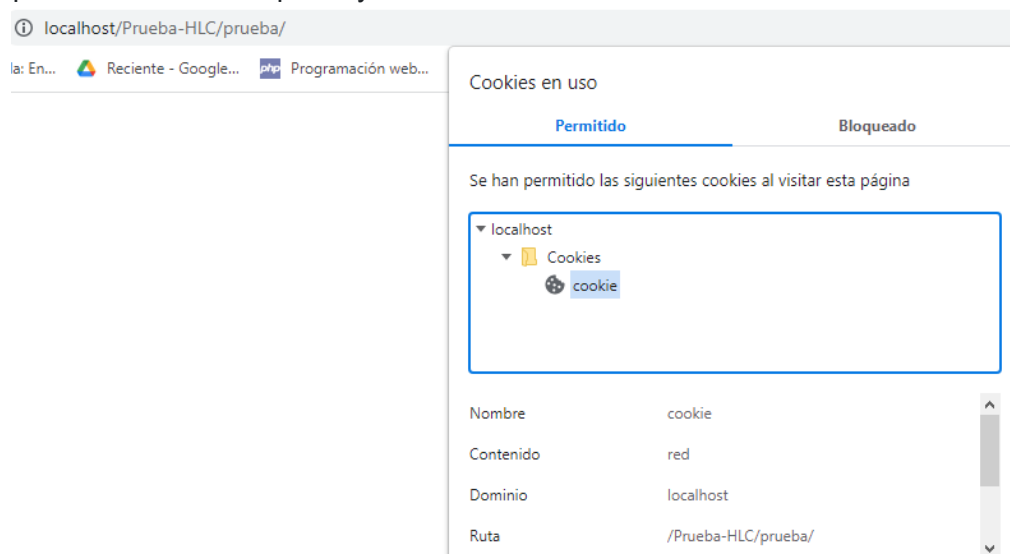 localhost/Prueba-HLC/prueba/
la: En... Reciente - Google... php Programación web...
Cookies en uso
Permitido Bloqueado
Se han permitido las siguientes cookies al visitar esta página
localhost
Cookies
cookie
Nombre cookie
Contenido red
Dominio localhost
Ruta /Prueba-HLC/prueba/